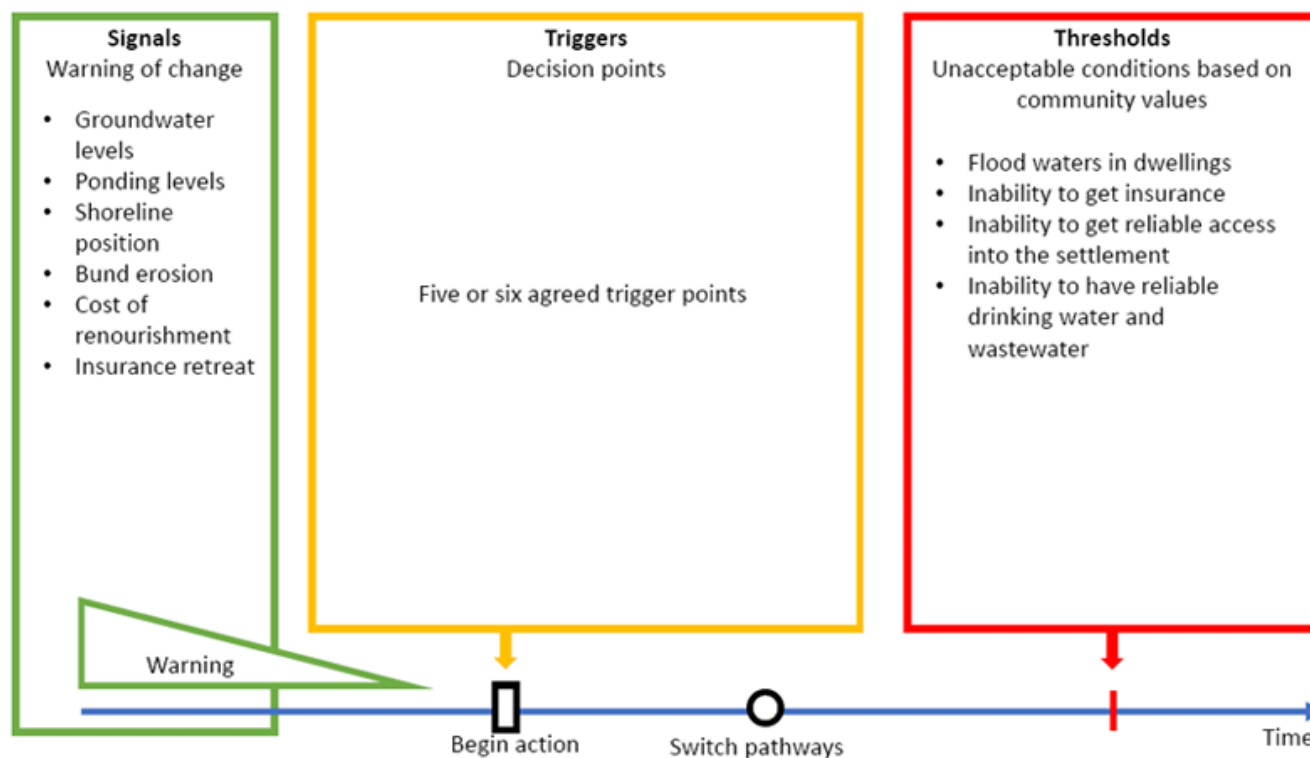 Signals
Warning of change
• Groundwater
levels
• Ponding levels
• Shoreline
position
• Bund erosion
• Cost of
renourishment
• Insurance retreat
Triggers
Decision points
Five or six agreed trigger points
Thresholds
Unacceptable conditions based on
community values
• Flood waters in dwellings
• Inability to get insurance
• Inability to get reliable access
into the settlement
• Inability to have reliable
drinking water and
wastewater
Warning
Begin action
Switch pathways
Time